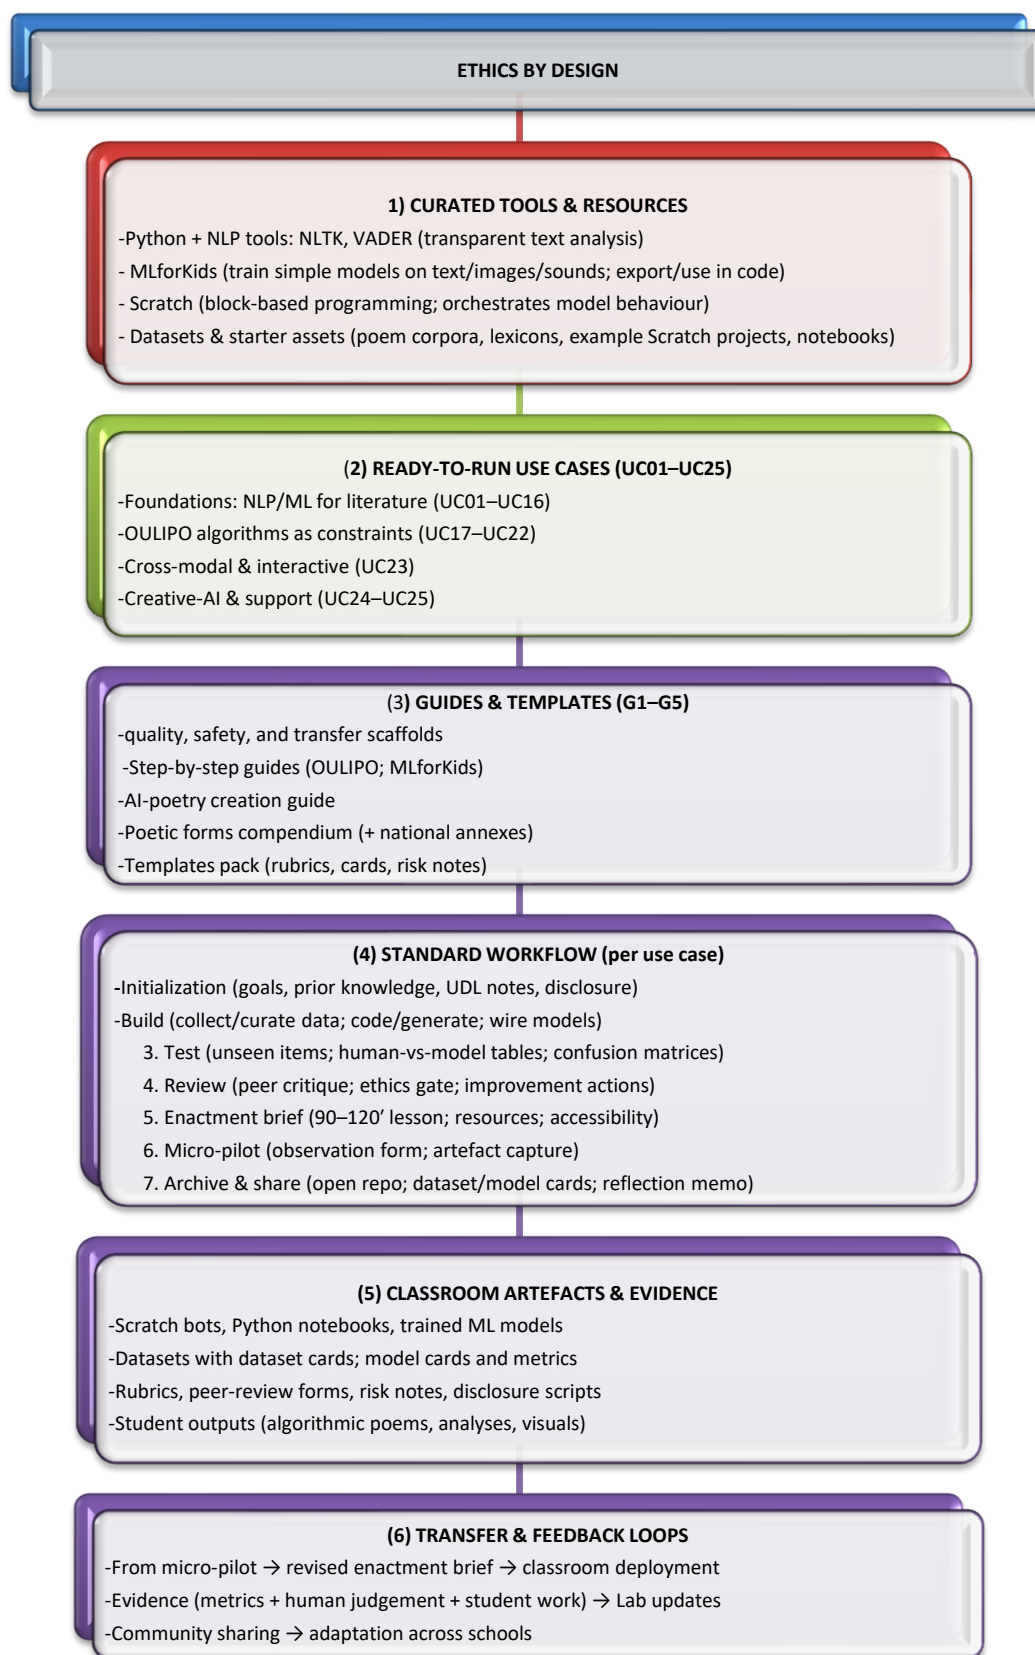 ETHICS BY DESIGN
1) CURATED TOOLS & RESOURCES
-Python + NLP tools: NLTK, VADER (transparent text analysis)
- MLforKids (train simple models on text/images/sounds; export/use in code)
- Scratch (block-based programming; orchestrates model behaviour)
- Datasets & starter assets (poem corpora, lexicons, example Scratch projects, notebooks)
(2) READY-TO-RUN USE CASES (UC01–UC25)
-Foundations: NLP/ML for literature (UC01–UC16)
-OULIPO algorithms as constraints (UC17–UC22)
-Cross-modal & interactive (UC23)
-Creative-AI & support (UC24–UC25)
(3) GUIDES & TEMPLATES (G1–G5)
-quality, safety, and transfer scaffolds
-Step-by-step guides (OULIPO; MLforKids)
-AI-poetry creation guide
-Poetic forms compendium (+ national annexes)
-Templates pack (rubrics, cards, risk notes)
(4) STANDARD WORKFLOW (per use case)
-Initialization (goals, prior knowledge, UDL notes, disclosure)
-Build (collect/curate data; code/generate; wire models)
3. Test (unseen items; human-vs-model tables; confusion matrices)
4. Review (peer critique; ethics gate; improvement actions)
5. Enactment brief (90–120′ lesson; resources; accessibility)
6. Micro-pilot (observation form; artefact capture)
7. Archive & share (open repo; dataset/model cards; reflection memo)
(5) CLASSROOM ARTEFACTS & EVIDENCE
-Scratch bots, Python notebooks, trained ML models
-Datasets with dataset cards; model cards and metrics
-Rubrics, peer-review forms, risk notes, disclosure scripts
-Student outputs (algorithmic poems, analyses, visuals)
(6) TRANSFER & FEEDBACK LOOPS
-From micro-pilot → revised enactment brief → classroom deployment
-Evidence (metrics + human judgement + student work) → Lab updates
-Community sharing → adaptation across schools